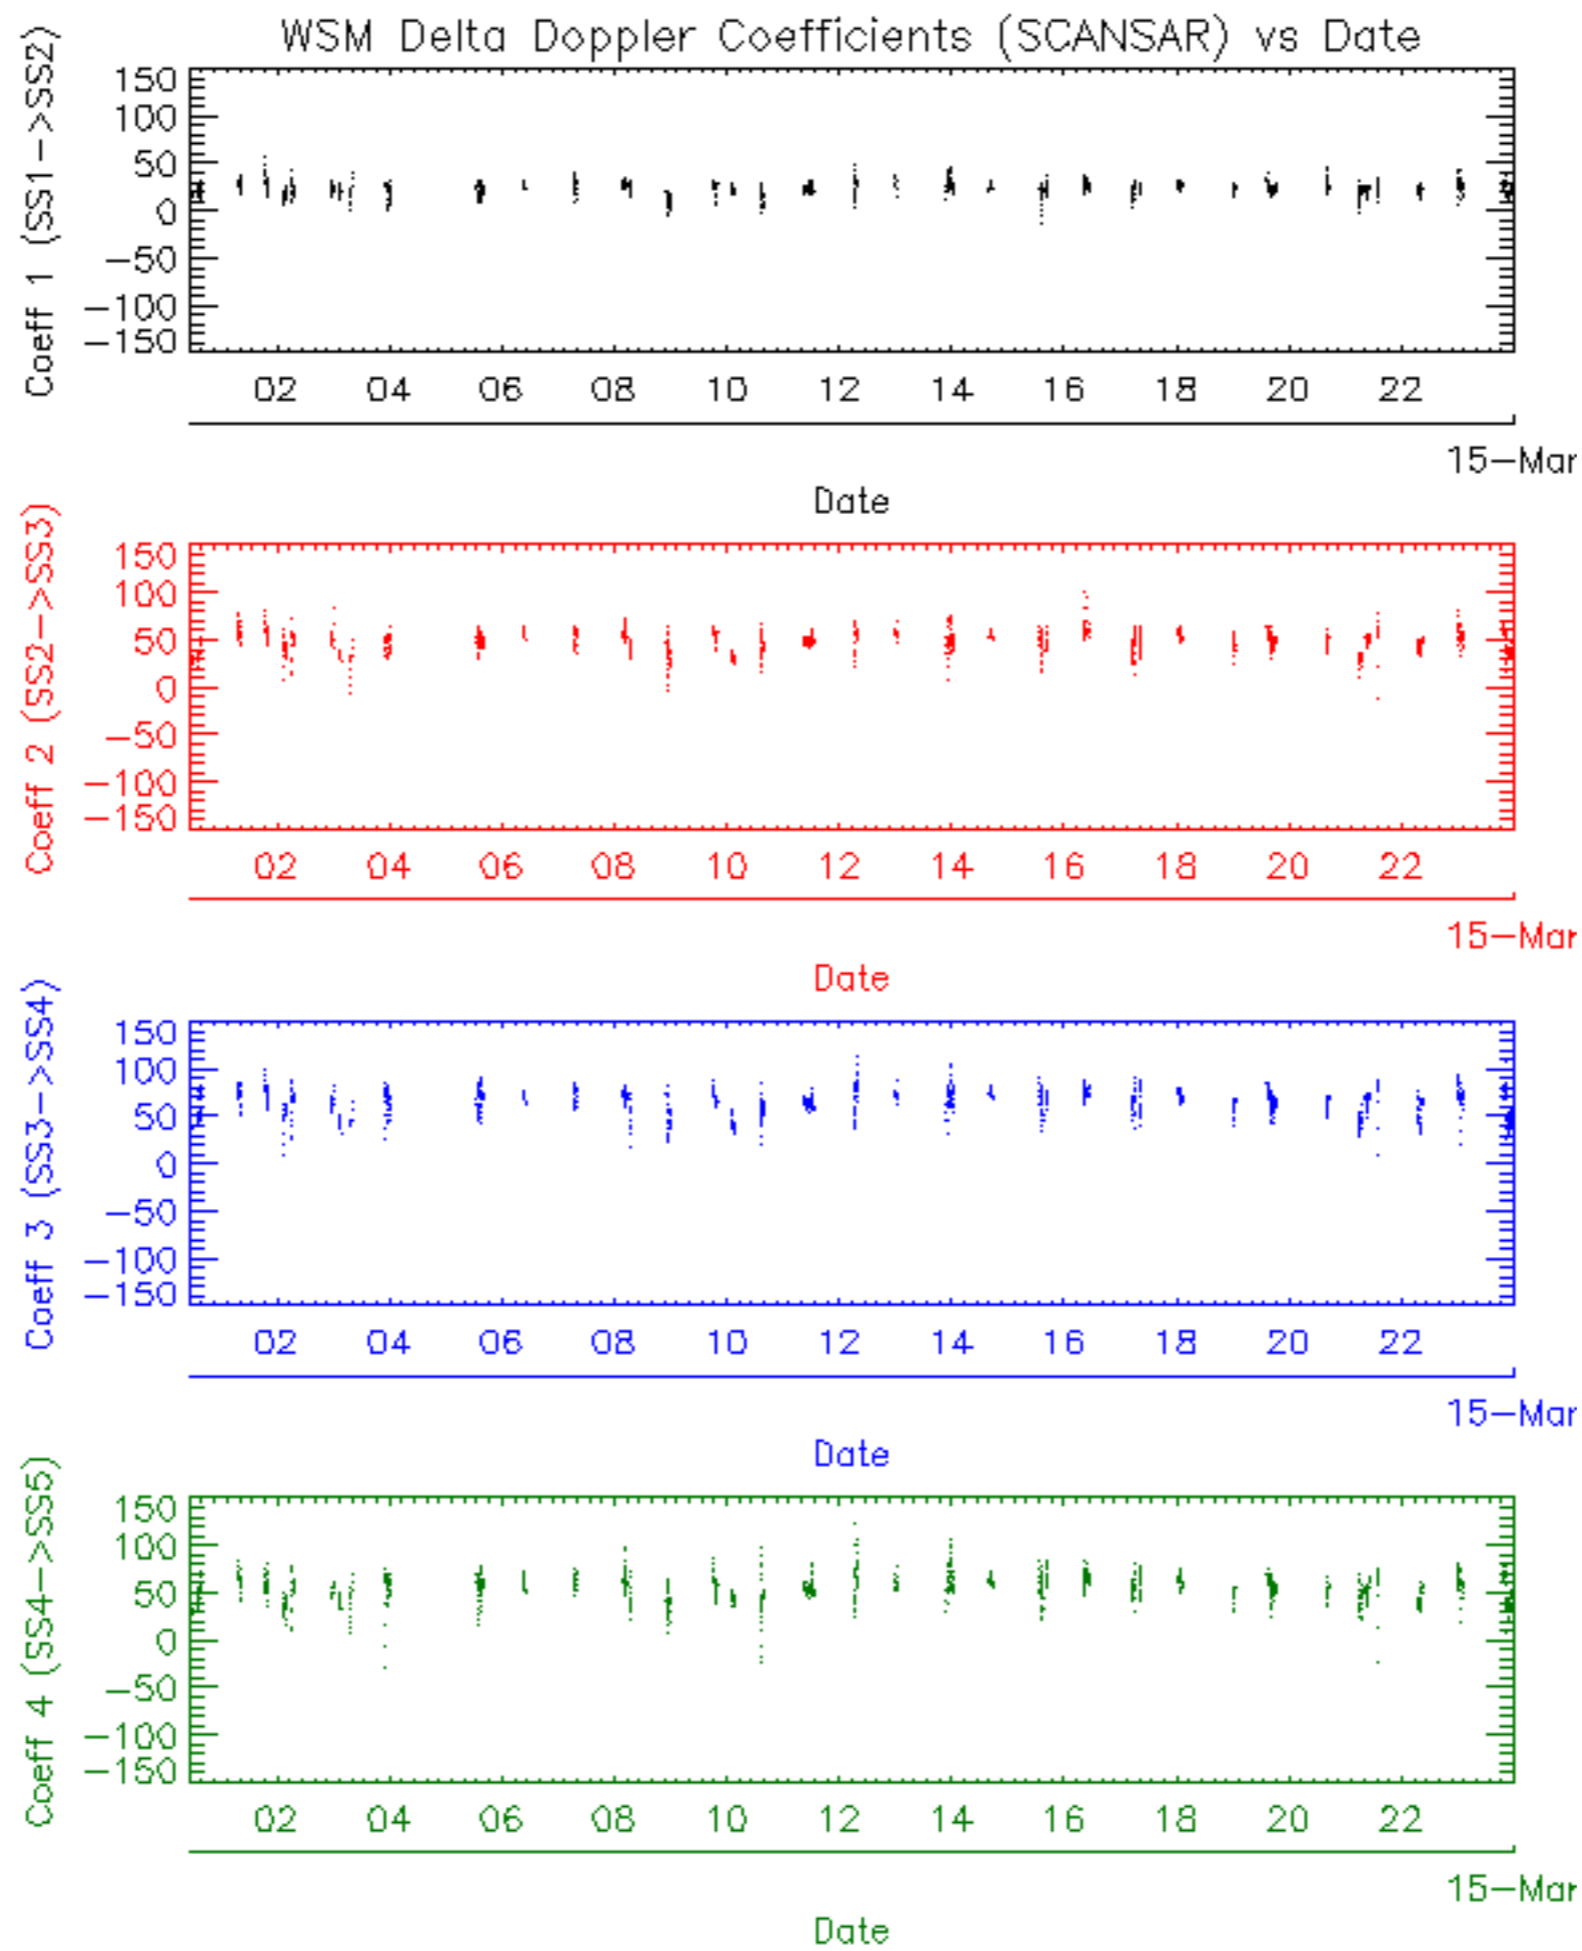 WSM Delta Doppler Coefficients (SCANSAR) vs Date
Coeff 1 (SS1->SS2)
150
100
50
0
-50
-100
-150
02 04 06 08 10 12 14 16 18 20 22
15-Mar
Date
Coeff 2 (SS2->SS3)
150
100
50
0
-50
-100
-150
02 04 06 08 10 12 14 16 18 20 22
15-Mar
Date
Coeff 3 (SS3->SS4)
150
100
50
0
-50
-100
-150
02 04 06 08 10 12 14 16 18 20 22
15-Mar
Date
Coeff 4 (SS4->SS5)
150
100
50
0
-50
-100
-150
02 04 06 08 10 12 14 16 18 20 22
15-Mar
Date